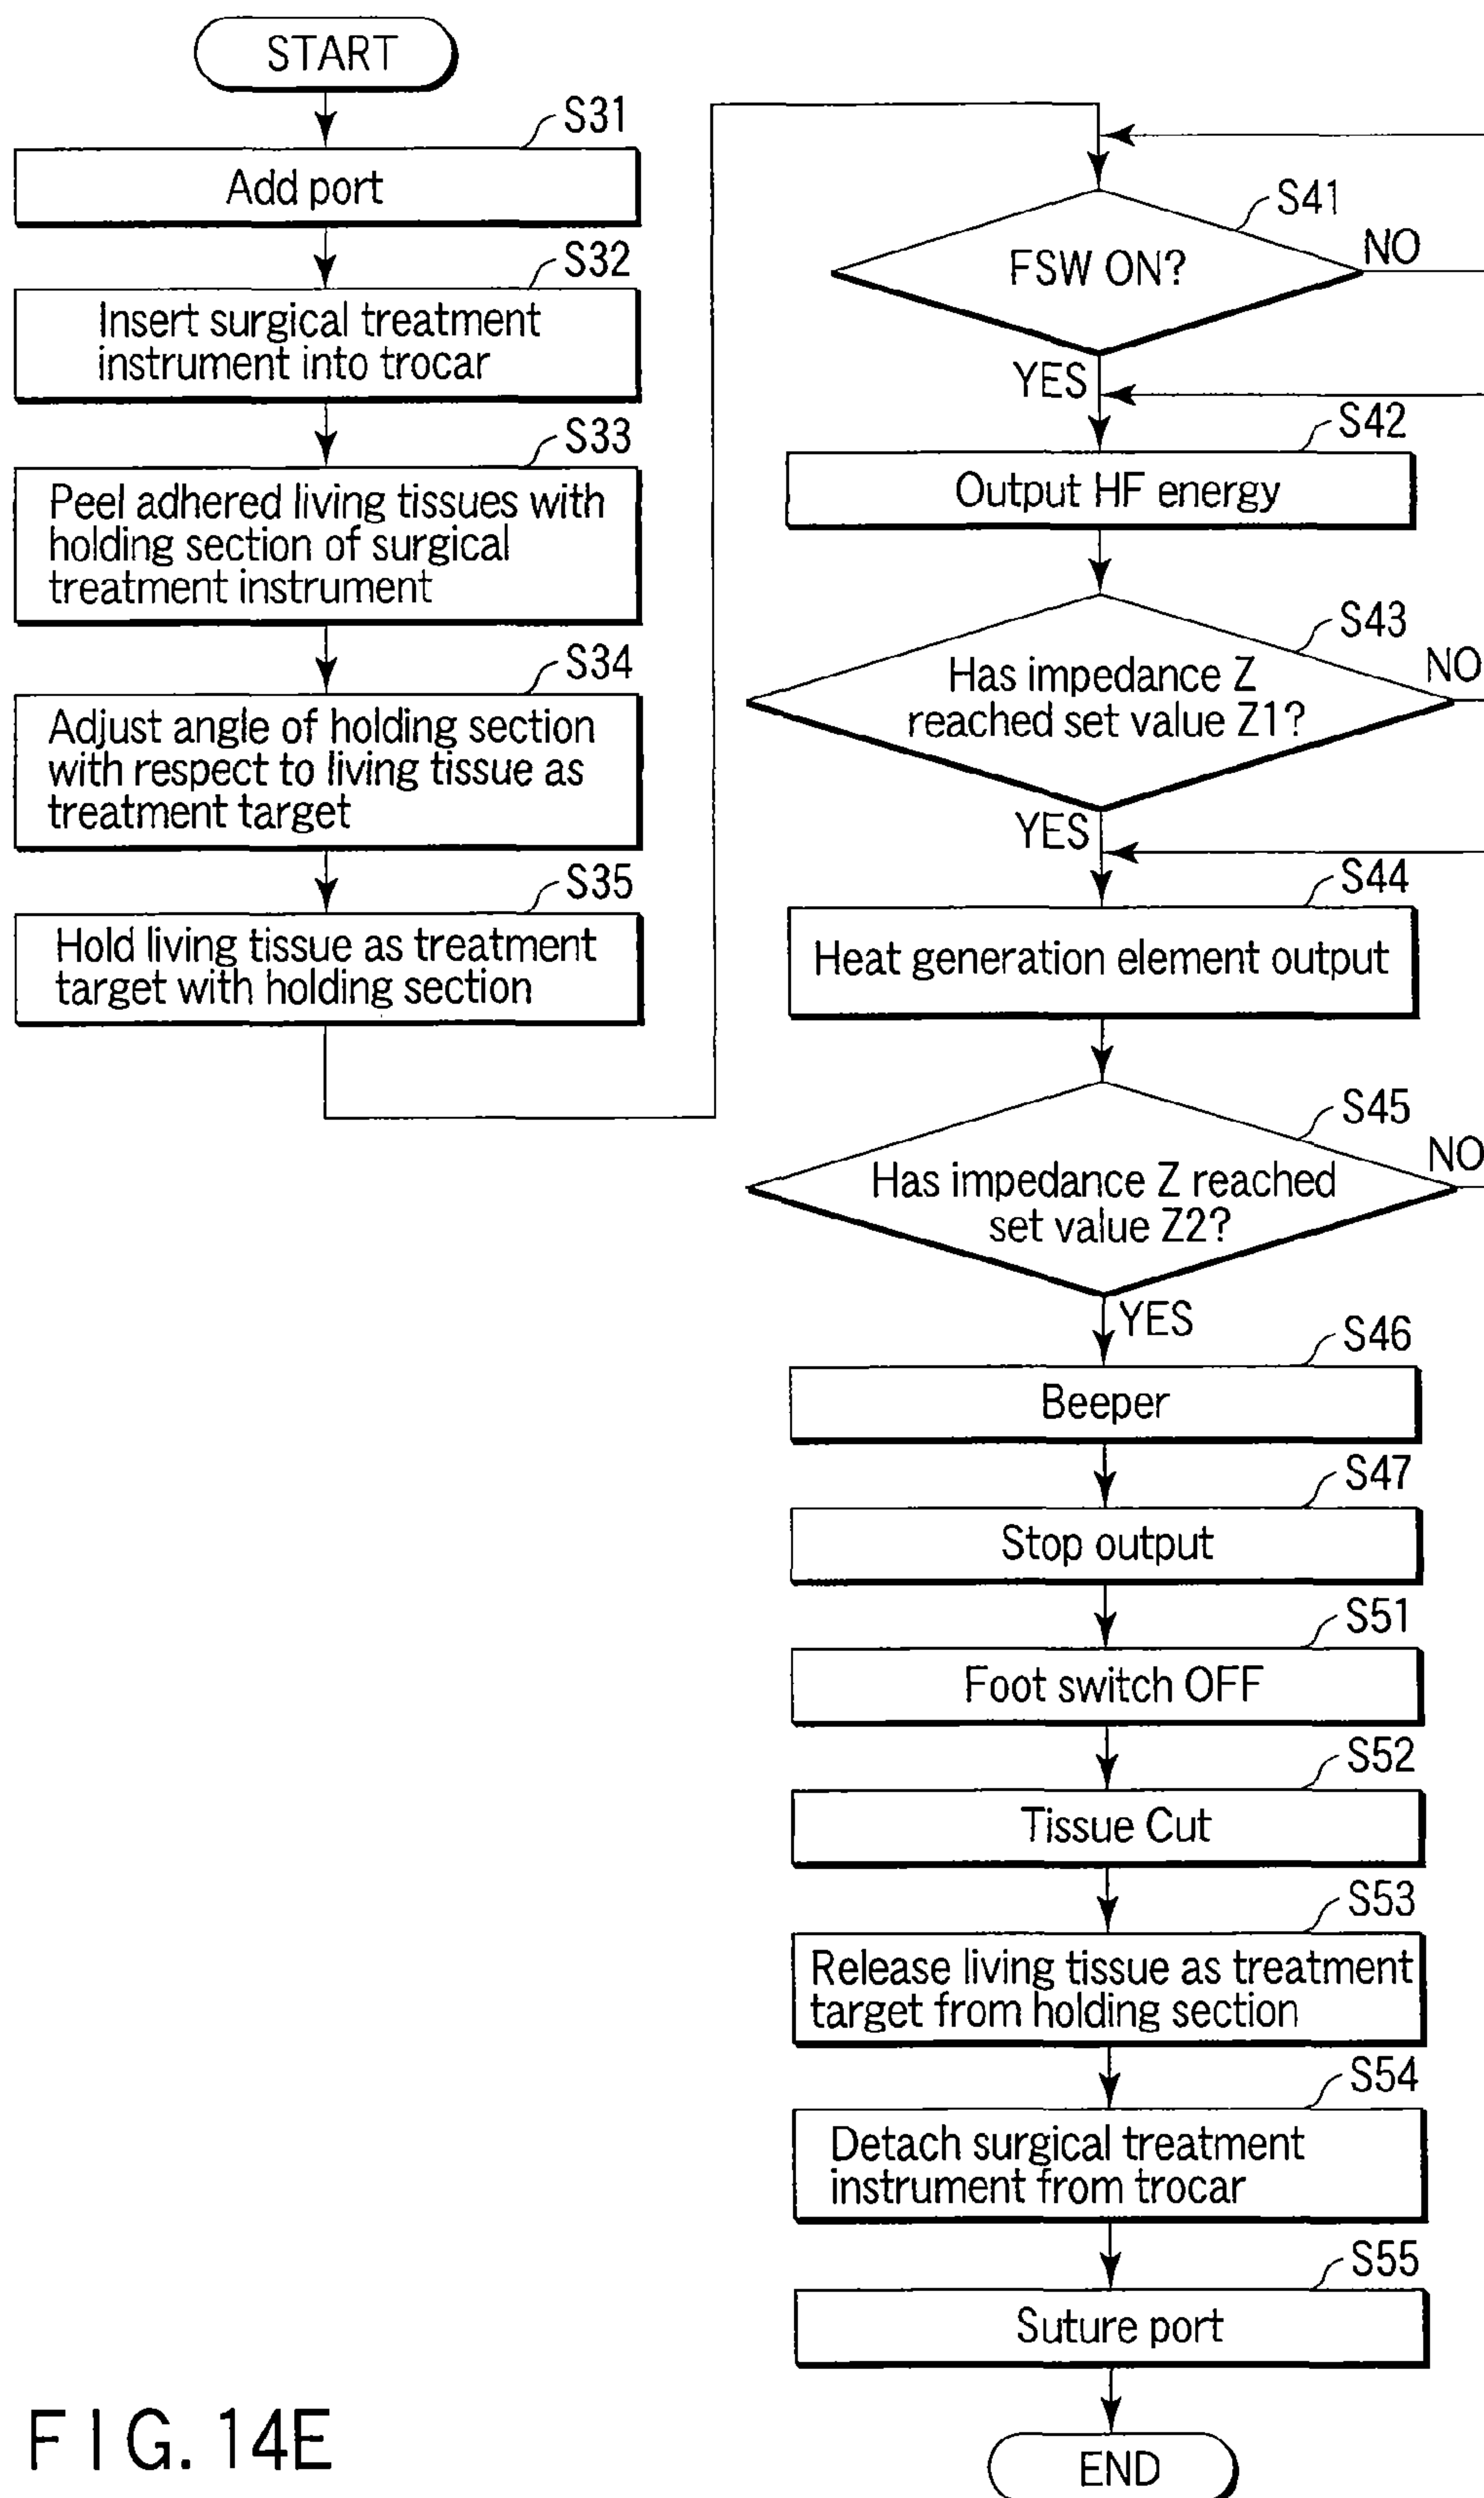 START
S31
Add port
S32
Insert surgical treatment
instrument into trocar
S33
Peel adhered living tissues with
holding section of surgical
treatment instrument
S34
Adjust angle of holding section
with respect to living tissue as
treatment target
S35
Hold living tissue as treatment
target with holding section
S41
FSW ON?
NO
YES
S42
Output HF energy
S43
Has impedance Z
reached set value Z1?
NO
YES
S44
Heat generation element output
S45
Has impedance Z reached
set value Z2?
NO
YES
S46
Beeper
S47
Stop output
S51
Foot switch OFF
S52
Tissue Cut
S53
Release living tissue as treatment
target from holding section
S54
Detach surgical treatment
instrument from trocar
S55
Suture port
END
FIG. 14E